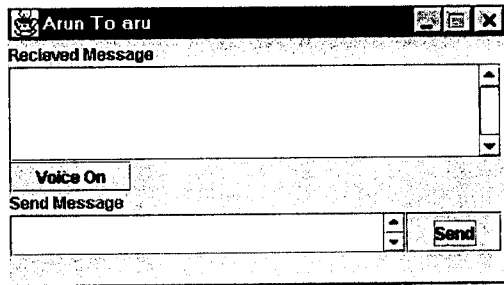 Arun To aru
Recieved Message
Voice On
Send Message
Send